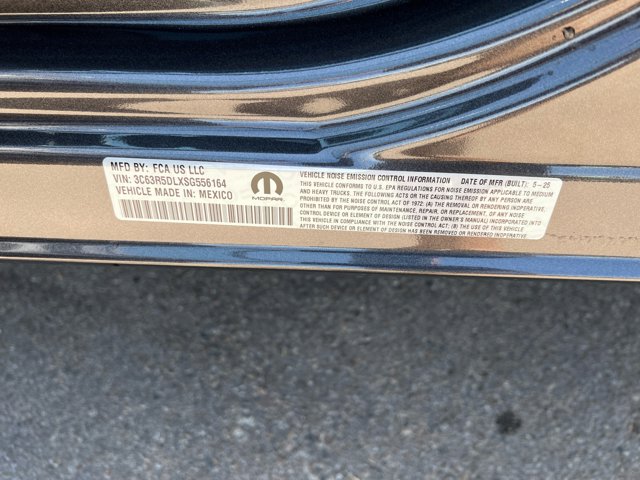 MFD BY: FCA US LLC
VIN: 3C63R5DLXSG556164
VEHICLE MADE IN: MEXICO
MOPAR
VEHICLE NOISE EMISSION CONTROL INFORMATION DATE OF MFR (BUILT): 5-25
THIS VEHICLE CONFORMS TO U.S. EPA REGULATIONS FOR NOISE EMISSION APPLICABLE TO MEDIUM
AND HEAVY TRUCKS. THE FOLLOWING ACTS OR THE CAUSING THEREOF BY ANY PERSON ARE
PROHIBITED BY THE NOISE CONTROL ACT OF 1972: (A) THE REMOVAL OR RENDERING INOPERATIVE,
OTHER THAN FOR PURPOSES OF MAINTENANCE, REPAIR, OR REPLACEMENT, OF ANY NOISE
CONTROL DEVICE OR ELEMENT OF DESIGN (LISTED IN THE OWNER'S MANUAL) INCORPORATED INTO
THIS VEHICLE IN COMPLIANCE WITH THE NOISE CONTROL ACT; (B) THE USE OF THIS VEHICLE
AFTER SUCH DEVICE OR ELEMENT OF DESIGN HAS BEEN REMOVED OR RENDERED INOPERATIVE.